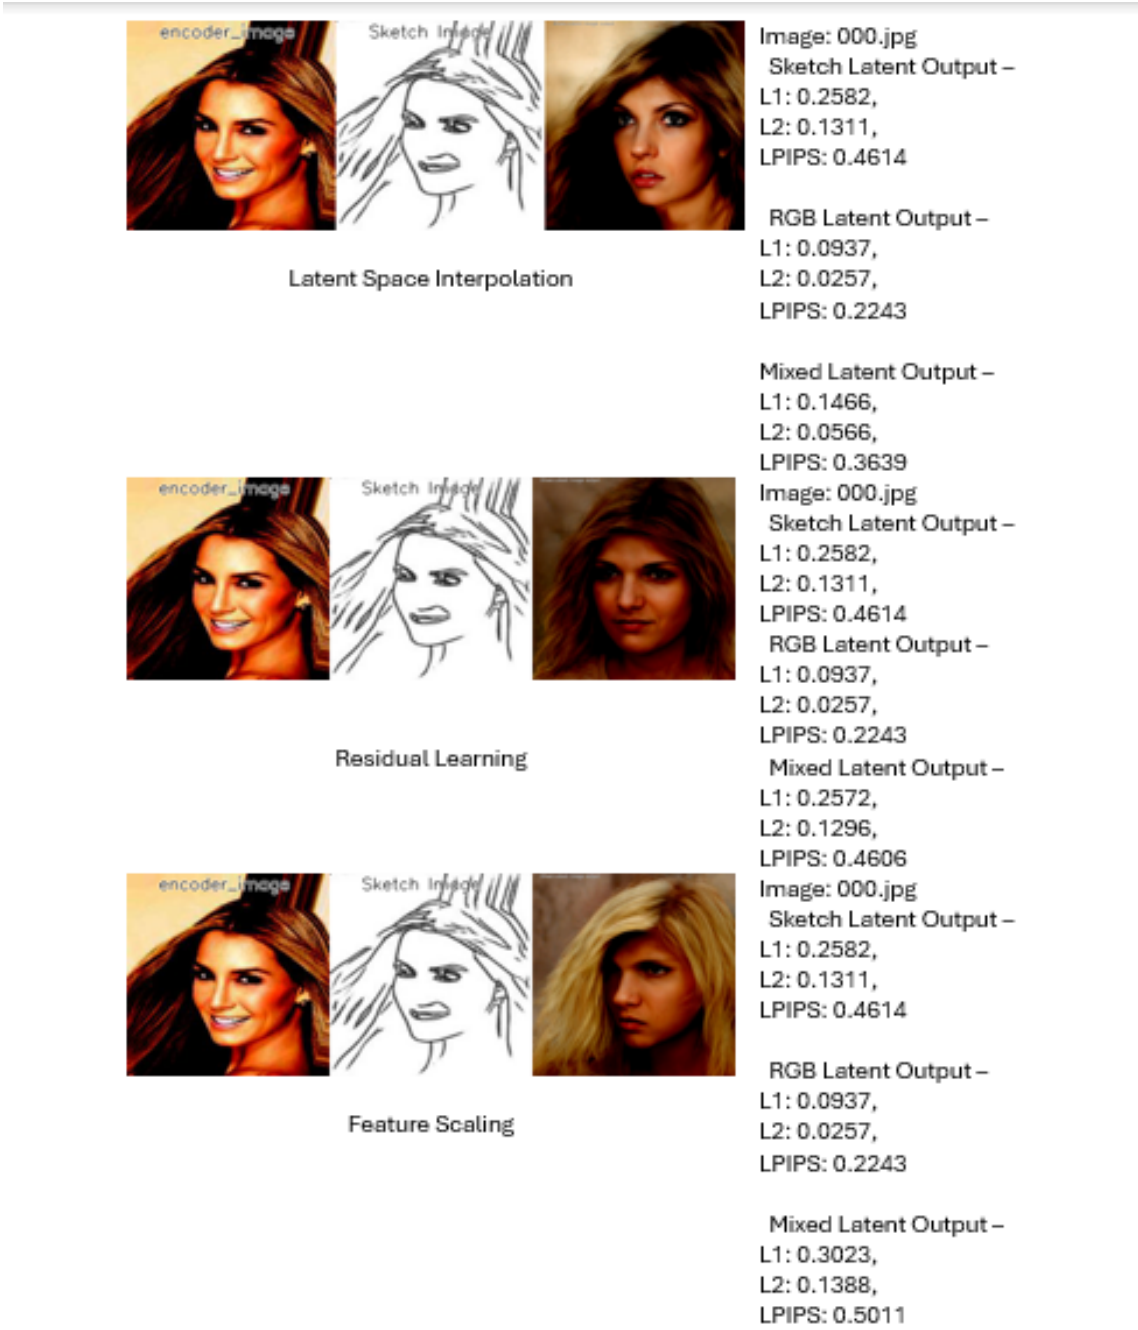 encoder_image
Sketch Image
Image: 000.jpg
Sketch Latent Output –
L1: 0.2582,
L2: 0.1311,
LPIPS: 0.4614
RGB Latent Output –
L1: 0.0937,
L2: 0.0257,
LPIPS: 0.2243
Latent Space Interpolation
Mixed Latent Output –
L1: 0.1466,
L2: 0.0566,
LPIPS: 0.3639
encoder_image
Sketch Image
Image: 000.jpg
Sketch Latent Output –
L1: 0.2582,
L2: 0.1311,
LPIPS: 0.4614
RGB Latent Output –
L1: 0.0937,
L2: 0.0257,
LPIPS: 0.2243
Residual Learning
Mixed Latent Output –
L1: 0.2572,
L2: 0.1296,
LPIPS: 0.4606
encoder_image
Sketch Image
Image: 000.jpg
Sketch Latent Output –
L1: 0.2582,
L2: 0.1311,
LPIPS: 0.4614
RGB Latent Output –
L1: 0.0937,
L2: 0.0257,
LPIPS: 0.2243
Feature Scaling
Mixed Latent Output –
L1: 0.3023,
L2: 0.1388,
LPIPS: 0.5011